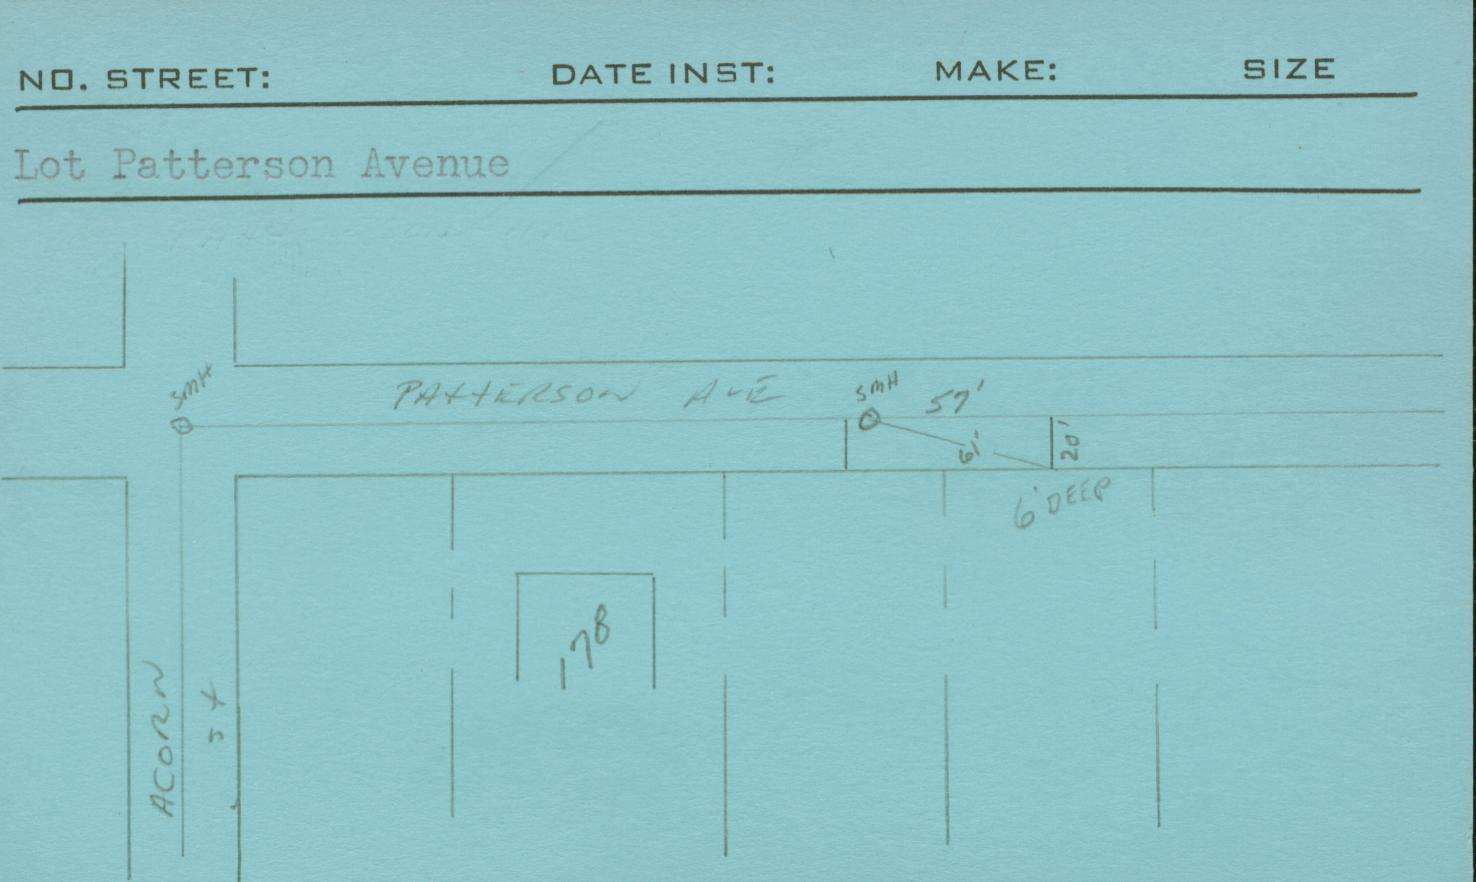 NO. STREET: DATE INST: MAKE: SIZE
Lot Patterson Avenue
SMH
PATTERSON AVE
SMH
57'
61'
20'
6' DEEP
178
ACORN
St